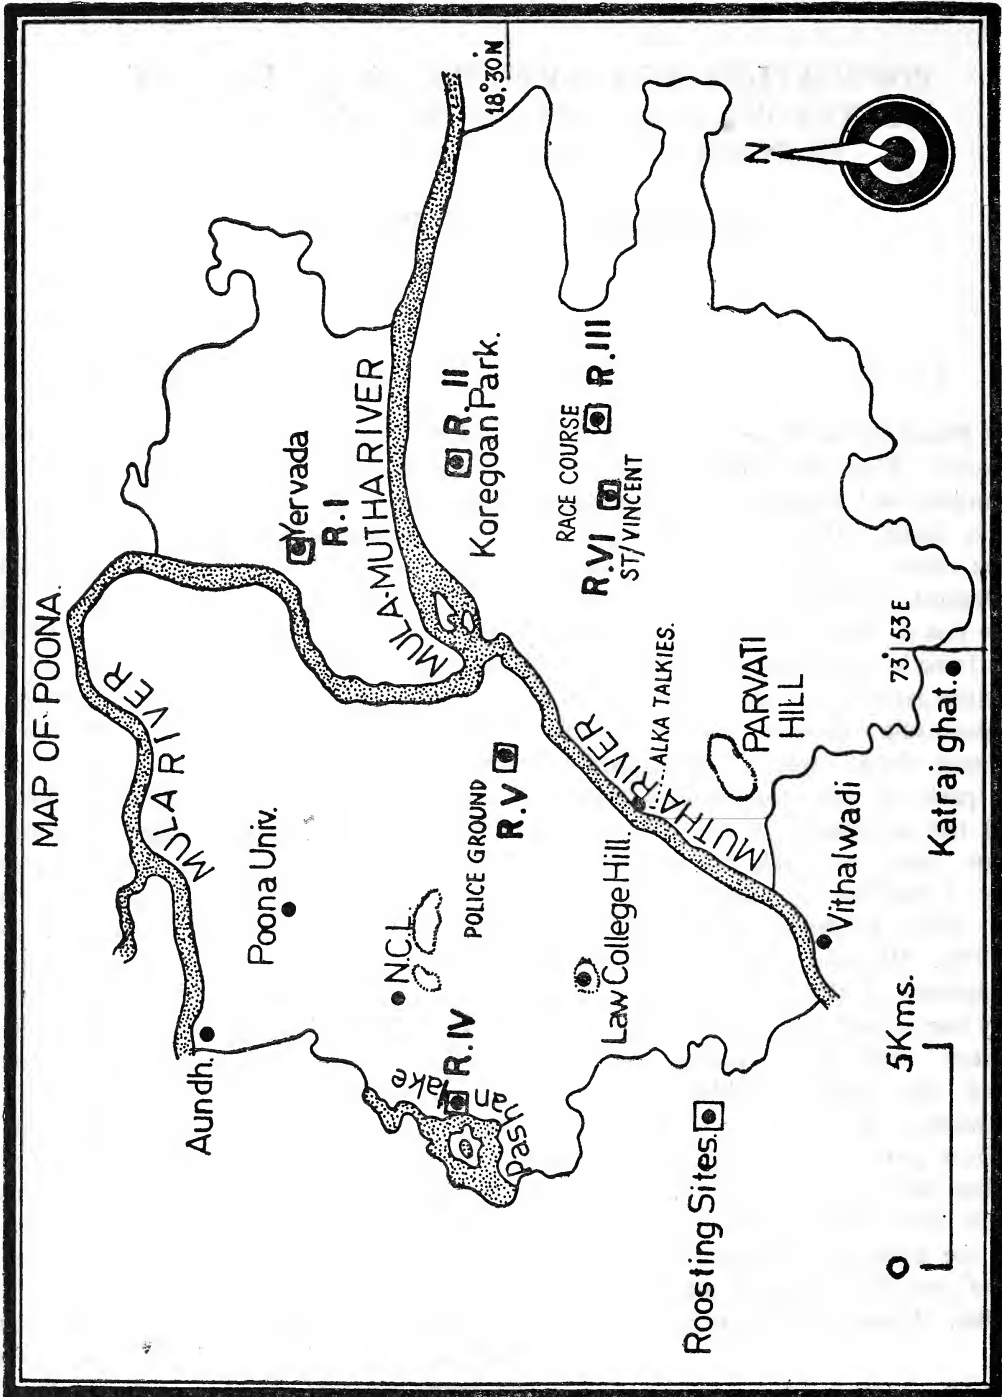 MAP OF POONA.
MULA RIVER
Aundh.
Poona Univ.
Yervada
R.I
MULA-MUTHA RIVER
18°.30'N
N.C.L.
R.IV
Pashan lake
POLICE GROUND
R.V
R. II
Koregoan Park.
RACE COURSE
R.III
R.VI
ST/VINCENT
Law College Hill.
MUTHA RIVER
ALKA TALKIES.
PARVATI
HILL
N
Vithalwadi
73° 53 E
Katraj ghat.
Roosting Sites.
0 5Kms.